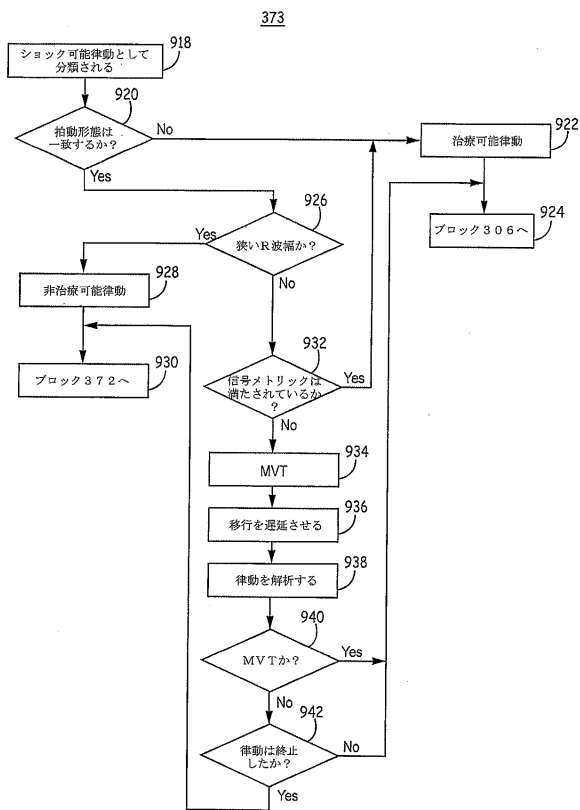 373
ショック可能律動として
分類される
918
920
拍動形態は
一致するか?
No
Yes
治療可能律動
922
926
狭いR波幅か?
Yes
No
ブロック306へ
924
928
非治療可能律動
932
信号メトリックは
満たされているか
?
Yes
No
ブロック372へ
930
MVT
934
移行を遅延させる
936
律動を解析する
938
940
MVTか?
Yes
No
942
律動は終止
したか?
No
Yes